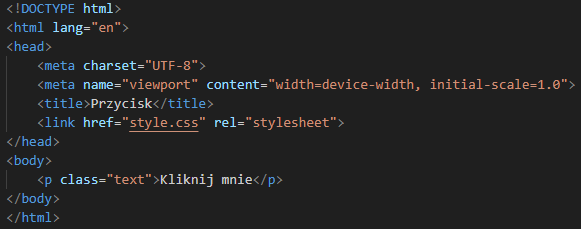 <!DOCTYPE html>
<html lang="en">
<head>
    <meta charset="UTF-8">
    <meta name="viewport" content="width=device-width, initial-scale=1.0">
    <title>Przycisk</title>
    <link href="style.css" rel="stylesheet">
</head>
<body>
    <p class="text">Kliknij mnie</p>
</body>
</html>